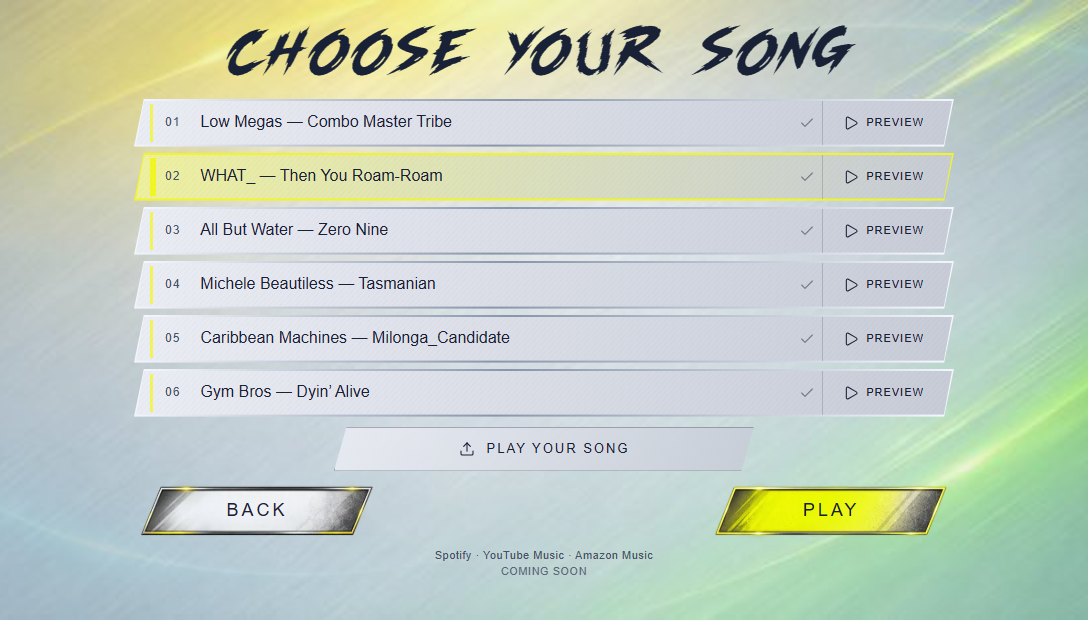 CHOOSE YOUR SONG
01 Low Megas — Combo Master Tribe PREVIEW
02 WHAT_ — Then You Roam-Roam PREVIEW
03 All But Water — Zero Nine PREVIEW
04 Michele Beautiless — Tasmanian PREVIEW
05 Caribbean Machines — Milonga_Candidate PREVIEW
06 Gym Bros — Dyin’ Alive PREVIEW
PLAY YOUR SONG
BACK PLAY
Spotify · YouTube Music · Amazon Music
COMING SOON